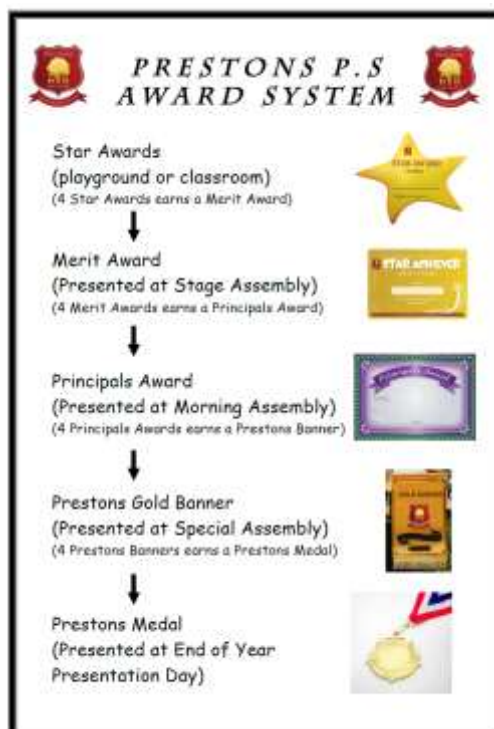 PRESTONS P.S
AWARD SYSTEM
Star Awards
(playground or classroom)
(4 Star Awards earns a Merit Award)
STAR AWARD
Merit Award
(Presented at Stage Assembly)
(4 Merit Awards earns a Principals Award)
STAR ACHIEVER
Principals Award
(Presented at Morning Assembly)
(4 Principals Awards earns a Prestons Banner)
Prestons Gold Banner
(Presented at Special Assembly)
(4 Prestons Banners earns a Prestons Medal)
Prestons Medal
(Presented at End of Year
Presentation Day)